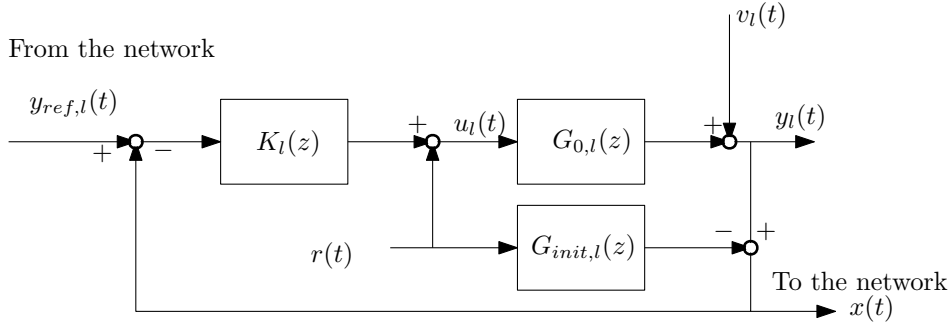 v_l(t)
From the network
y_{ref,l}(t)
+
−
K_l(z)
+
u_l(t)
G_{0,l}(z)
+
y_l(t)
r(t)
G_{init,l}(z)
−
+
To the network
x(t)